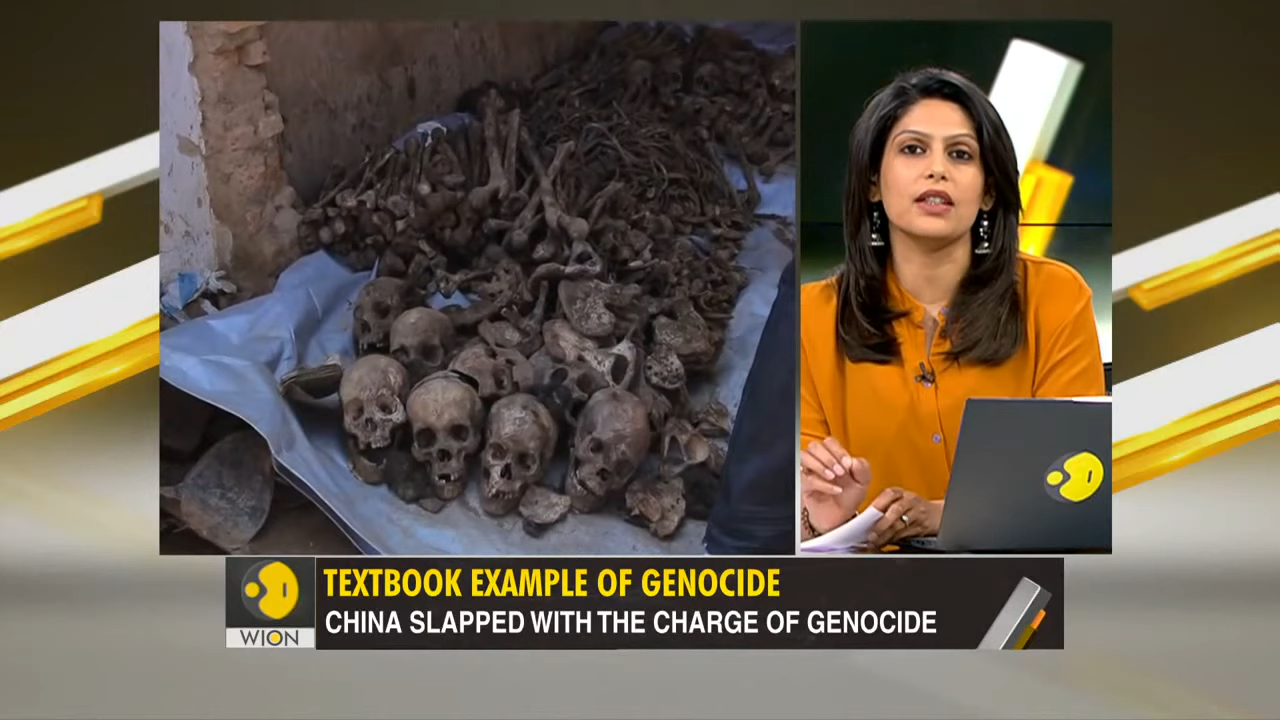 TEXTBOOK EXAMPLE OF GENOCIDE
CHINA SLAPPED WITH THE CHARGE OF GENOCIDE
WION